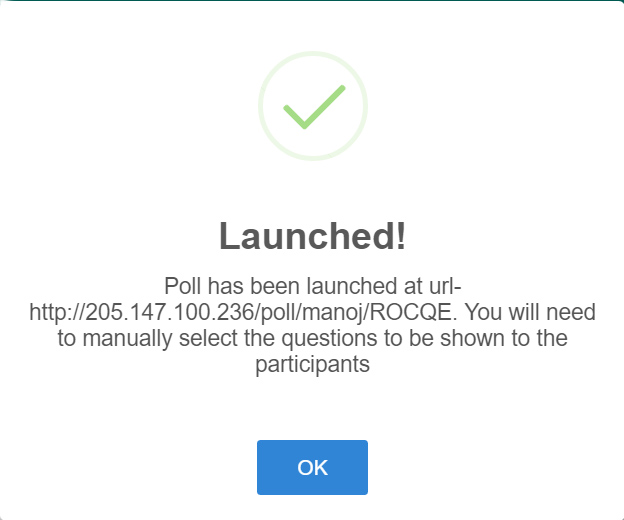 Launched!
Poll has been launched at url-
http://205.147.100.236/poll/manoj/ROCQE. You will need
to manually select the questions to be shown to the
participants
OK